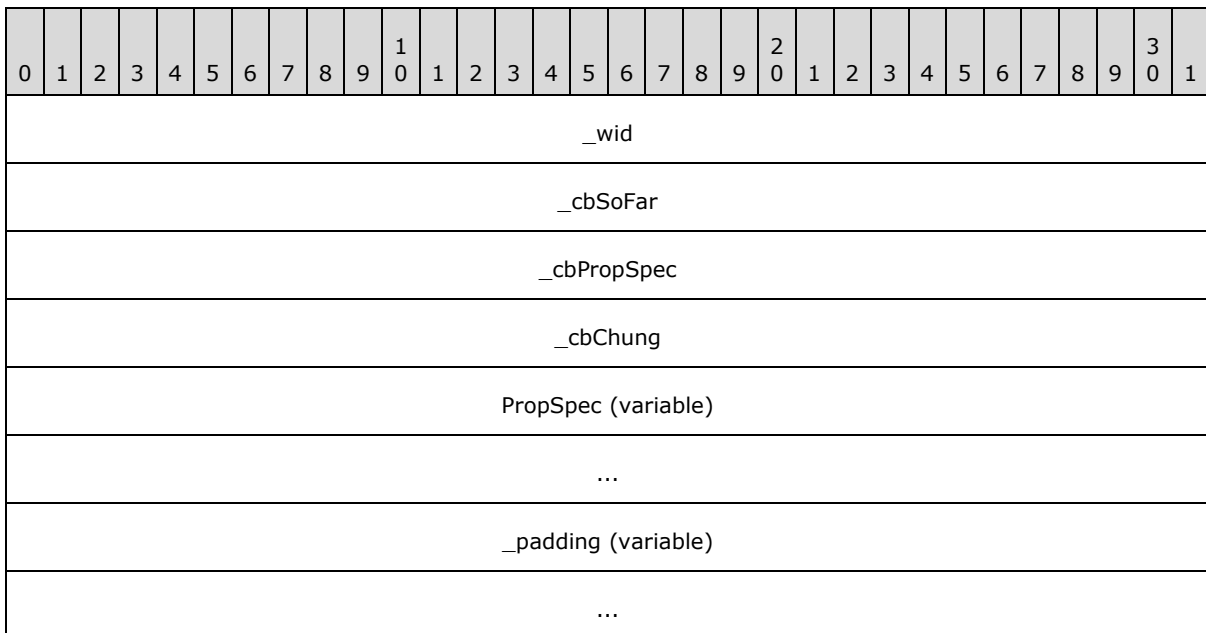 0 1 2 3 4 5 6 7 8 9 1 0 1 2 3 4 5 6 7 8 9 2 0 1 2 3 4 5 6 7 8 9 3 0 1
_wid
_cbSoFar
_cbPropSpec
_cbChung
PropSpec (variable)
...
_padding (variable)
...